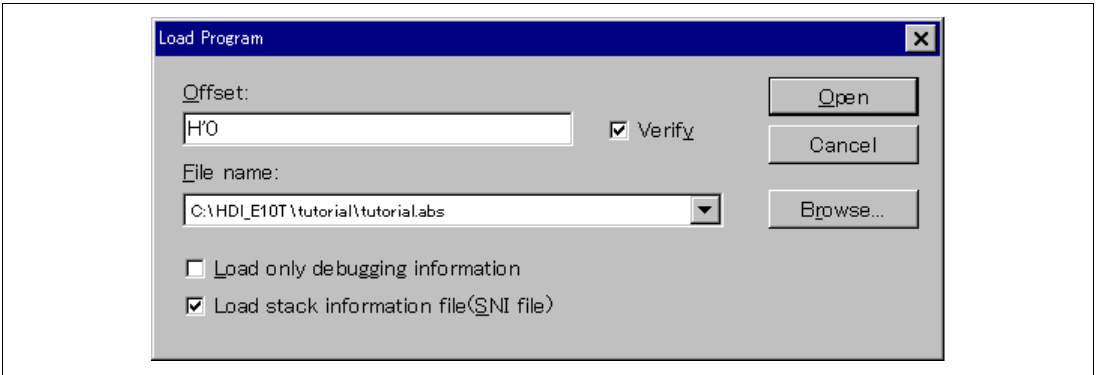 Load Program
Offset:
H'0
Verify
Open
Cancel
File name:
C:\HDI_E10T\tutorial\tutorial.abs
Browse...
Load only debugging information
Load stack information file(SNI file)